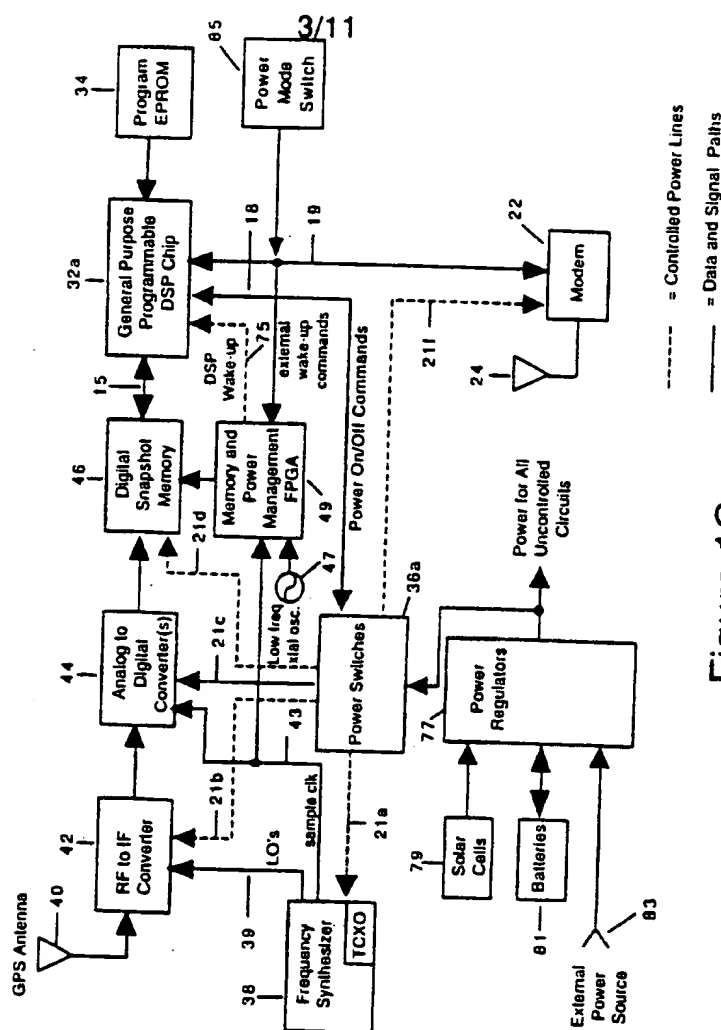 3/11
GPS Antenna
40
42
RF to IF
Converter
44
Analog to
Digital
Converter(s)
46
Digital
Snapshot
Memory
15
32a
General Purpose
Programmable
DSP Chip
34
Program
EPROM
65
Power
Mode
Switch
39
LO's
21b
43
sample clk
21c
21d
DSP
Wake-up
75
external
wake-up
commands
18
19
Memory and
Power
Management
FPGA
49
47
Low freq
xtal osc.
38
Frequency
Synthesizer
TCXO
21a
Power Switches
36a
Power On/Off Commands
21f
22
Modem
24
79
Solar
Cells
Batteries
81
External
Power
Source
83
77
Power
Regulators
Power for All
Uncontrolled
Circuits
= Controlled Power Lines
= Data and Signal Paths